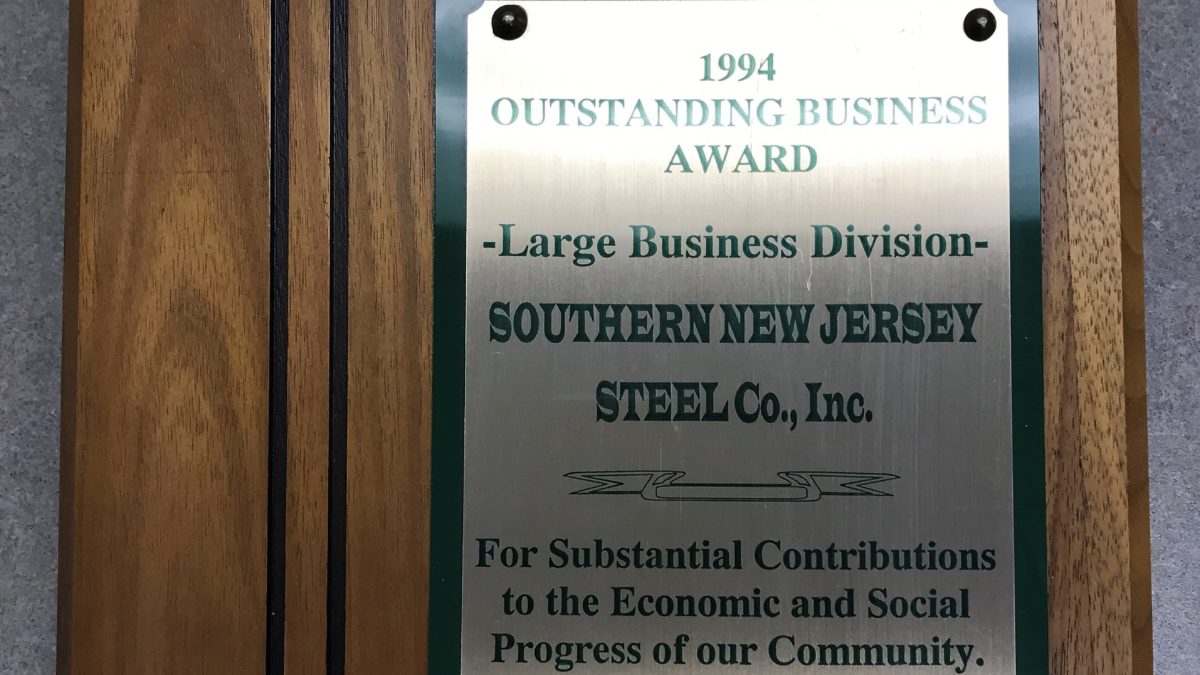 1994
OUTSTANDING BUSINESS
AWARD
-Large Business Division-
SOUTHERN NEW JERSEY
STEEL Co., Inc.
For Substantial Contributions
to the Economic and Social
Progress of our Community.